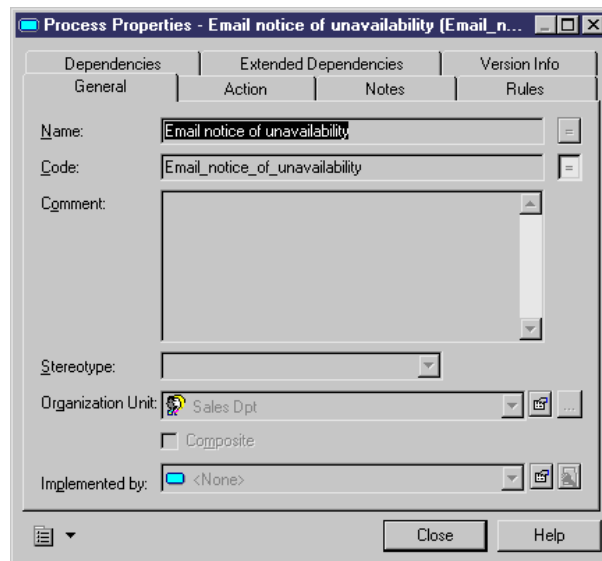 Process Properties - Email notice of unavailability (Email_n...
Dependencies Extended Dependencies Version Info
General Action Notes Rules
Name: Email notice of unavailability =
Code: Email_notice_of_unavailability =
Comment:
Stereotype:
Organization Unit: Sales Dpt ...
Composite
Implemented by: <None>
Close Help